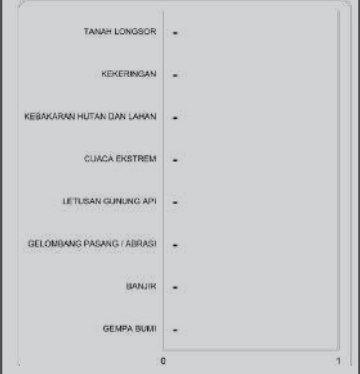 TANAH LONGSOR -
KEKERINGAN -
KEBAKARAN HUTAN DAN LAHAN -
CUACA EKSTREM -
LETUSAN GUNUNG API -
GELOMBANG PASANG / ABRASI -
BANJIR -
GEMPA BUMI -
0 1